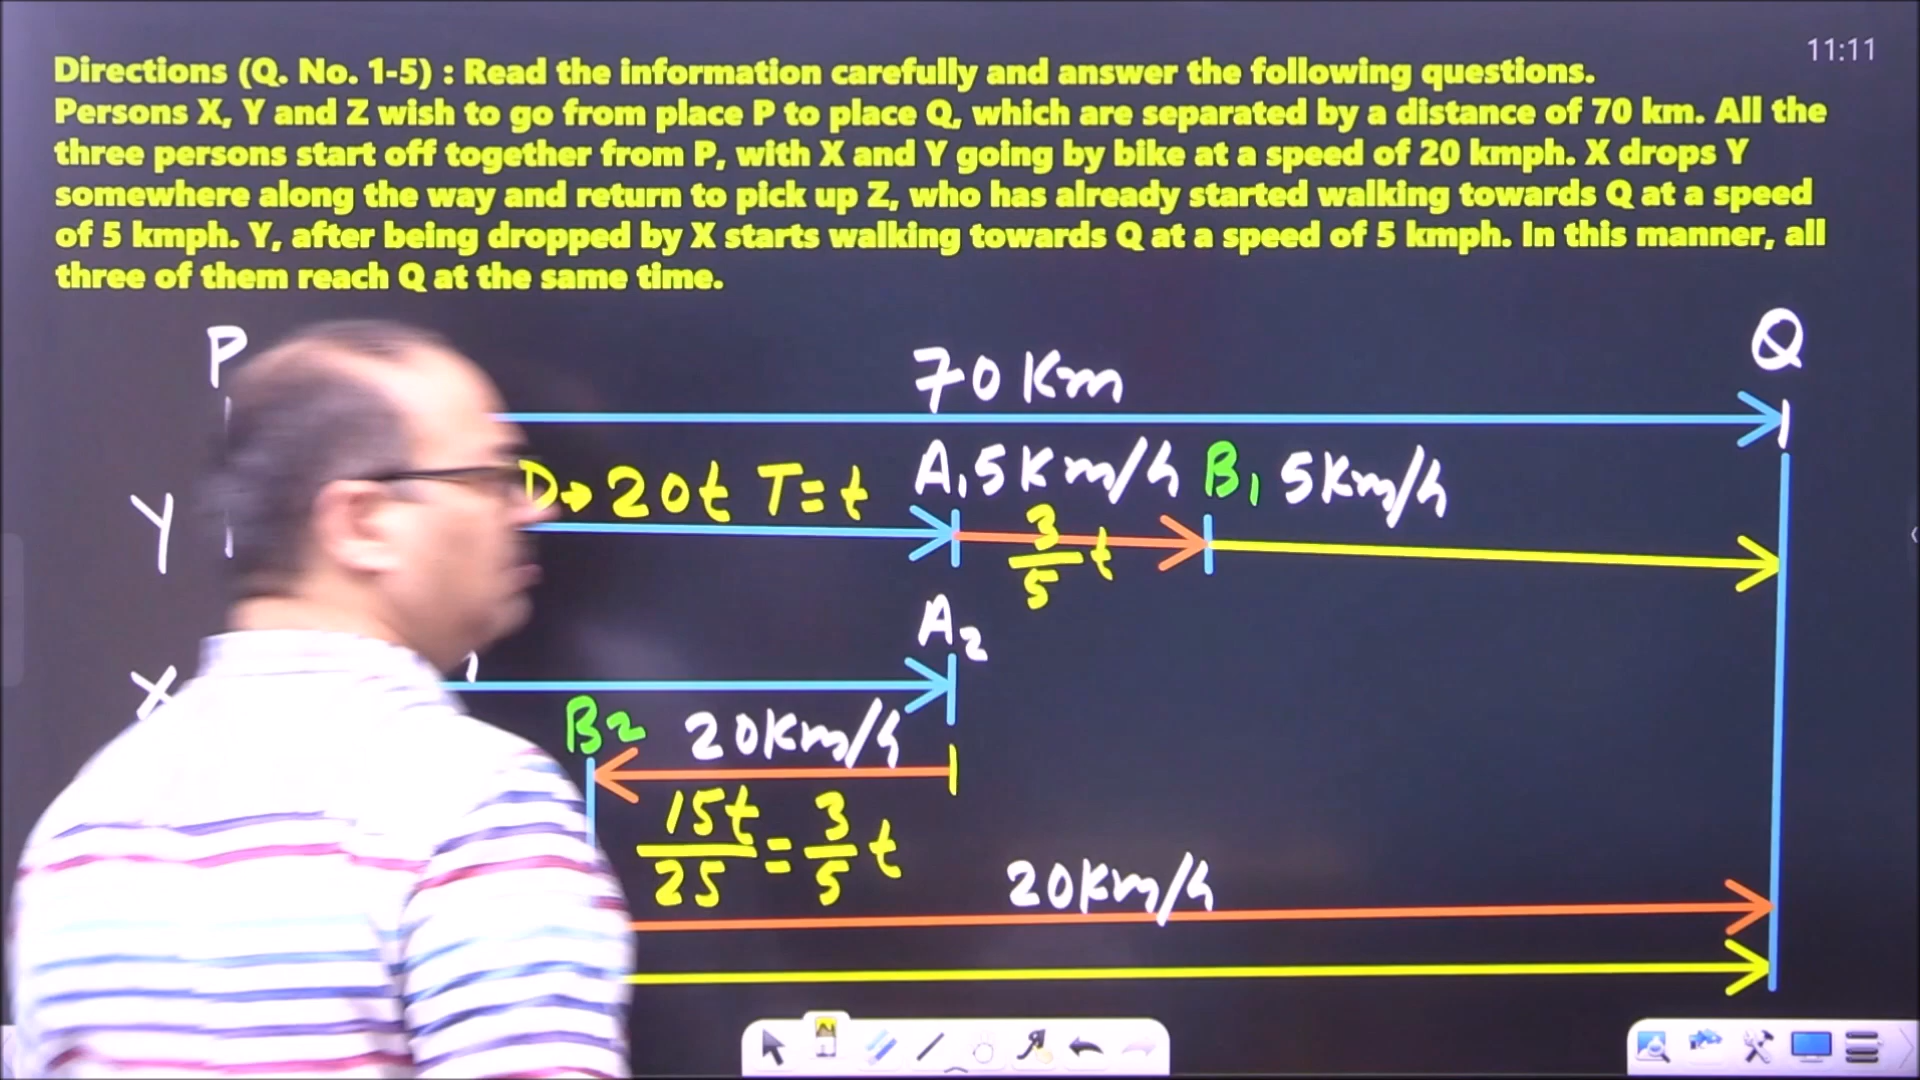 11:11
Directions (Q. No. 1-5) : Read the information carefully and answer the following questions.
Persons X, Y and Z wish to go from place P to place Q, which are separated by a distance of 70 km. All the
three persons start off together from P, with X and Y going by bike at a speed of 20 kmph. X drops Y
somewhere along the way and return to pick up Z, who has already started walking towards Q at a speed
of 5 kmph. Y, after being dropped by X starts walking towards Q at a speed of 5 kmph. In this manner, all
three of them reach Q at the same time.
P Q
70 Km
D→20t T=t A1 5Km/h B1 5Km/h
Y 3/5 t
A2
X
B2 20Km/h
15t/25 = 3/5 t
20Km/h